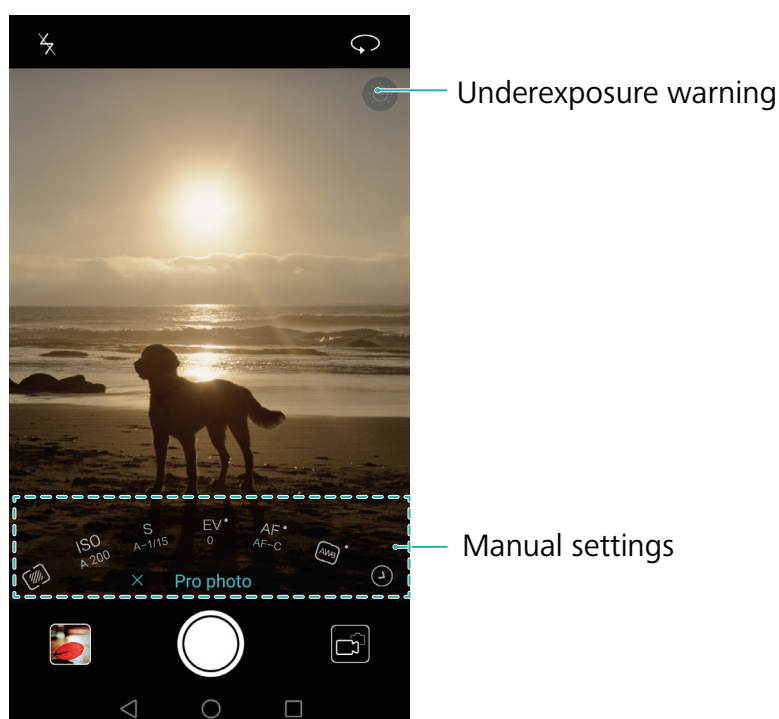 Underexposure warning
ISO
A 200
S
A-1/15
EV
0
AF
AF-C
AWB
Pro photo
Manual settings